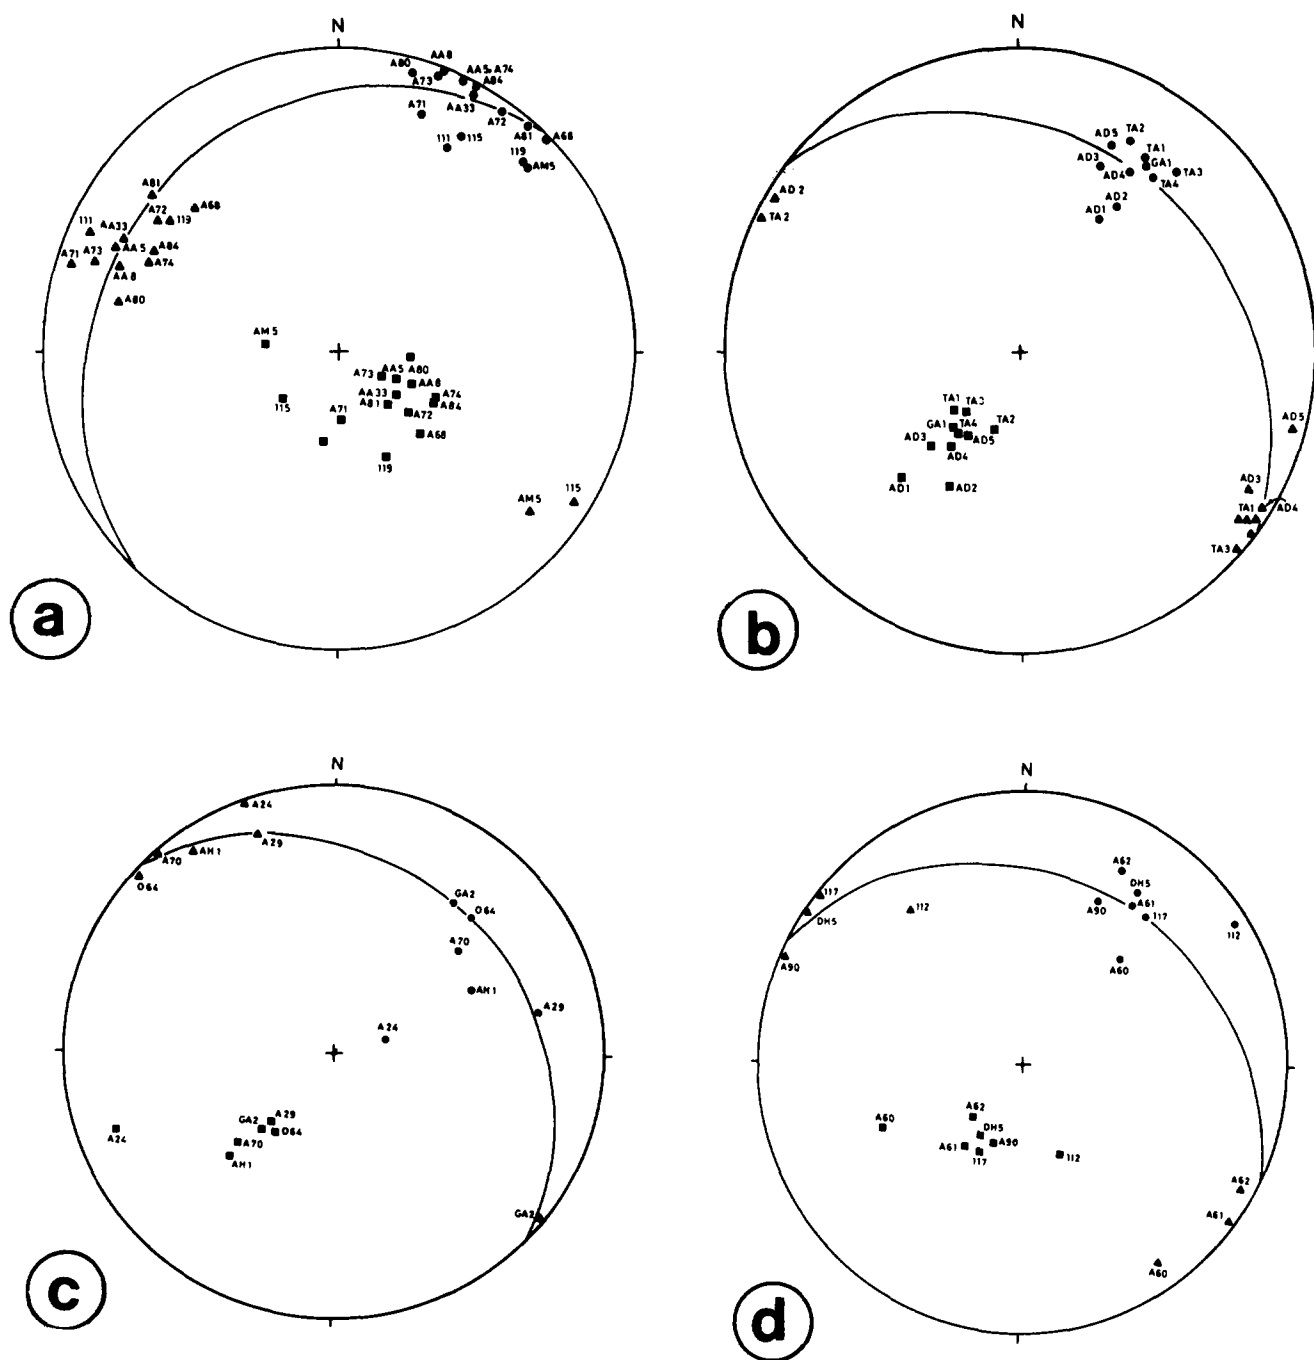 N
A80
AA8
A73
AA5
A74
A84
AA33
A71
A72
A81
A68
111
115
119
AM5
A81
A72
119
A68
111
AA33
A71
A73
AA5
A84
A74
AA8
A80
AM5
A73
AA5
A80
AA8
AA33
A74
A81
A84
115
A71
A72
A68
119
AM5
115
a
N
AD5
TA2
TA1
AD3
GA1
TA3
AD4
TA4
AD2
AD1
AD2
TA2
TA1
TA3
GA1
TA4
TA2
AD3
AD5
AD4
AD1
AD2
AD5
AD3
TA1
AD4
TA3
b
N
A24
A29
A70
AH1
O64
GA2
O64
A70
AH1
A29
A24
A29
GA2
O64
A24
A70
AH1
GA2
c
N
A62
DH5
117
A61
112
A90
117
112
DH5
A60
A90
A62
A60
DH5
A61
A90
117
112
A62
A61
A60
d